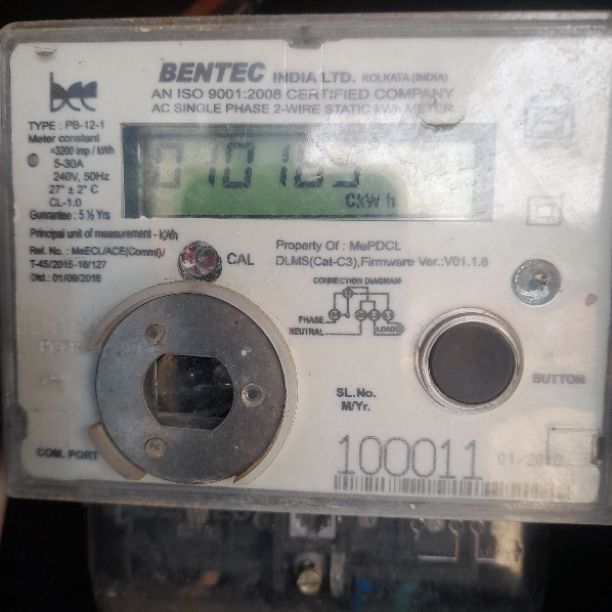 bee
BENTEC INDIA LTD. KOLKATA (INDIA)
AN ISO 9001:2008 CERTIFIED COMPANY
AC SINGLE PHASE 2-WIRE STATIC kWh METER
TYPE : PB-12-1
Meter constant
=3200 imp / kWh
5-30A
240V, 50Hz
27° ± 2° C
CL-1.0
Guarantee : 5 ½ Yrs
010183
CkWh
Principal unit of measurement - kWh
Ref. No. : MeECL/ACE(Comml)/
T-45/2015-16/127
Dtd.: 01/09/2016
CAL
Property Of : MePDCL
DLMS(Cat-C3),Firmware Ver.:V01.1.6
CONNECTION DIAGRAM
PHASE
NEUTRAL
LOAD
BUTTON
SL.No.
M/Yr.
COM. PORT
100011